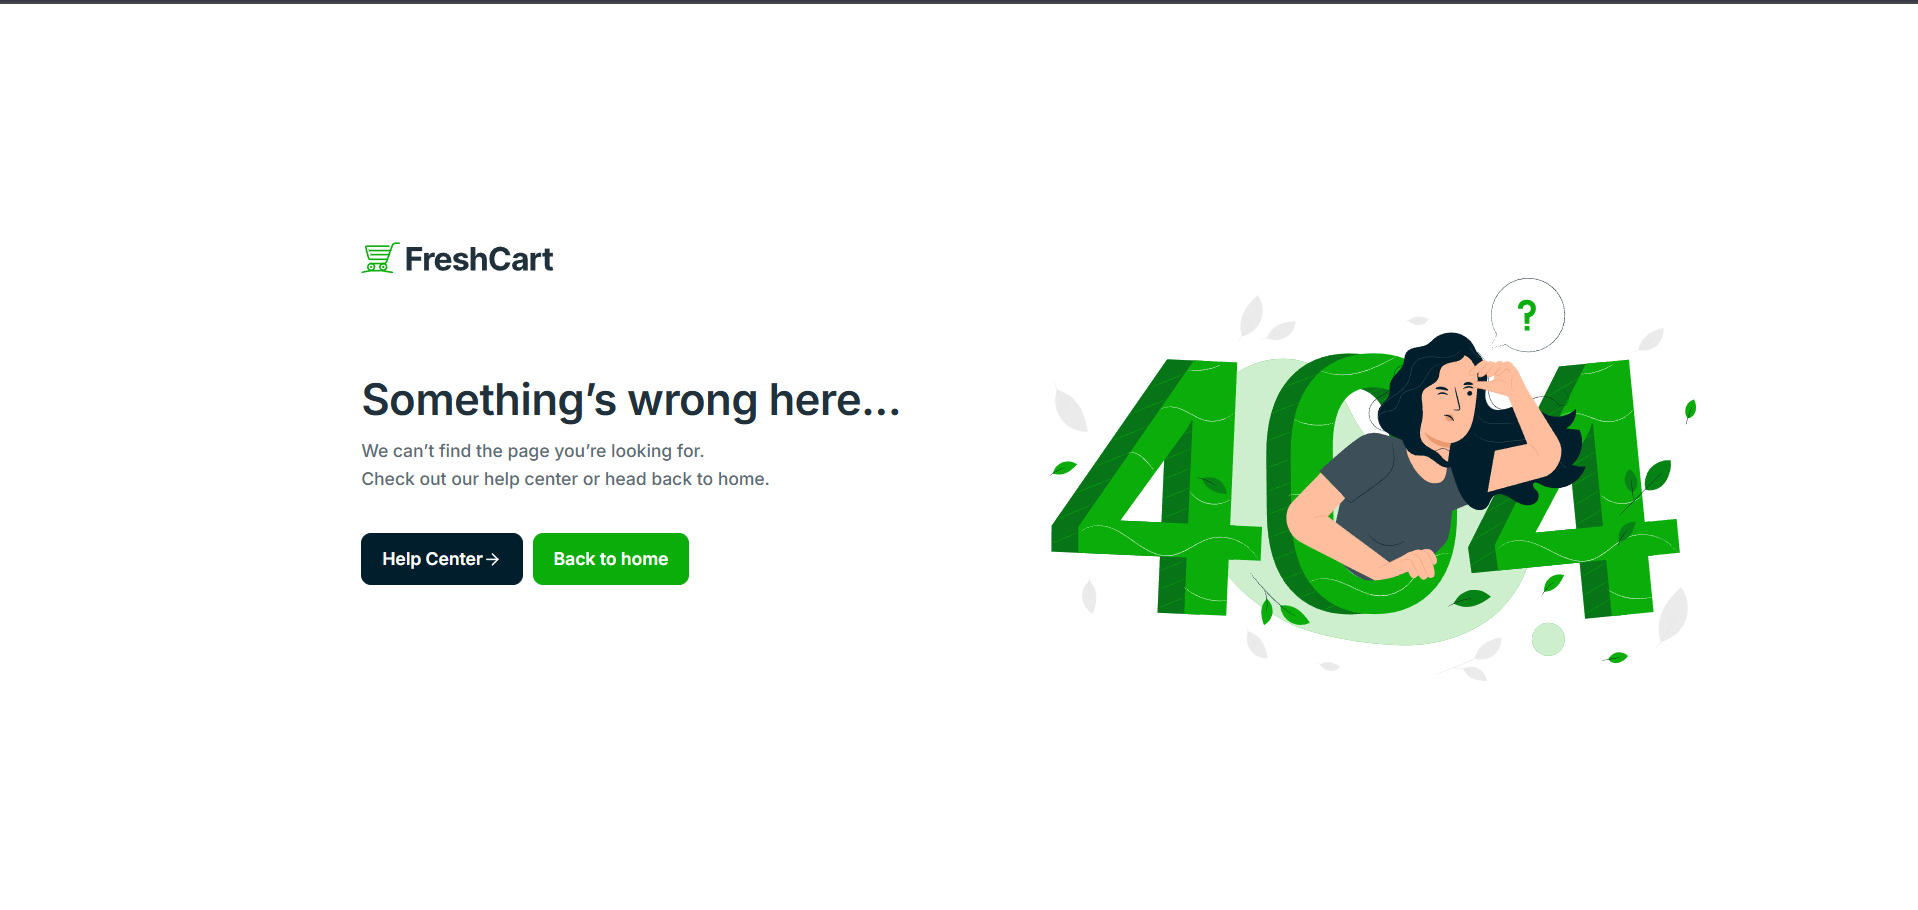 FreshCart
Something’s wrong here...
We can’t find the page you’re looking for.
Check out our help center or head back to home.
Help Center→
Back to home
?
404